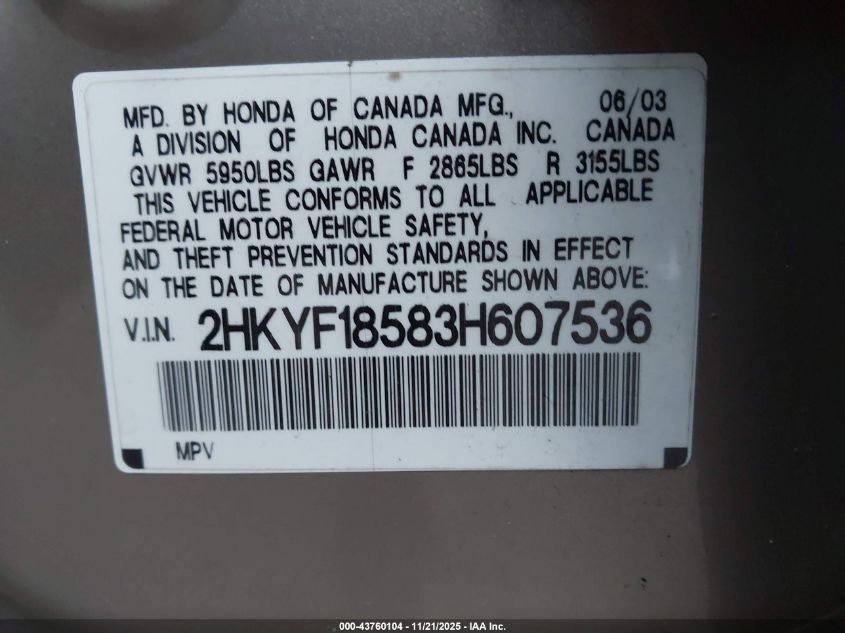 MFD. BY HONDA OF CANADA MFG., 06/03
A DIVISION OF HONDA CANADA INC. CANADA
GVWR 5950LBS GAWR F 2865LBS R 3155LBS
THIS VEHICLE CONFORMS TO ALL APPLICABLE
FEDERAL MOTOR VEHICLE SAFETY,
AND THEFT PREVENTION STANDARDS IN EFFECT
ON THE DATE OF MANUFACTURE SHOWN ABOVE:
V.I.N. 2HKYF18583H607536
MPV
000-43760104 - 11/21/2025 - IAA Inc.